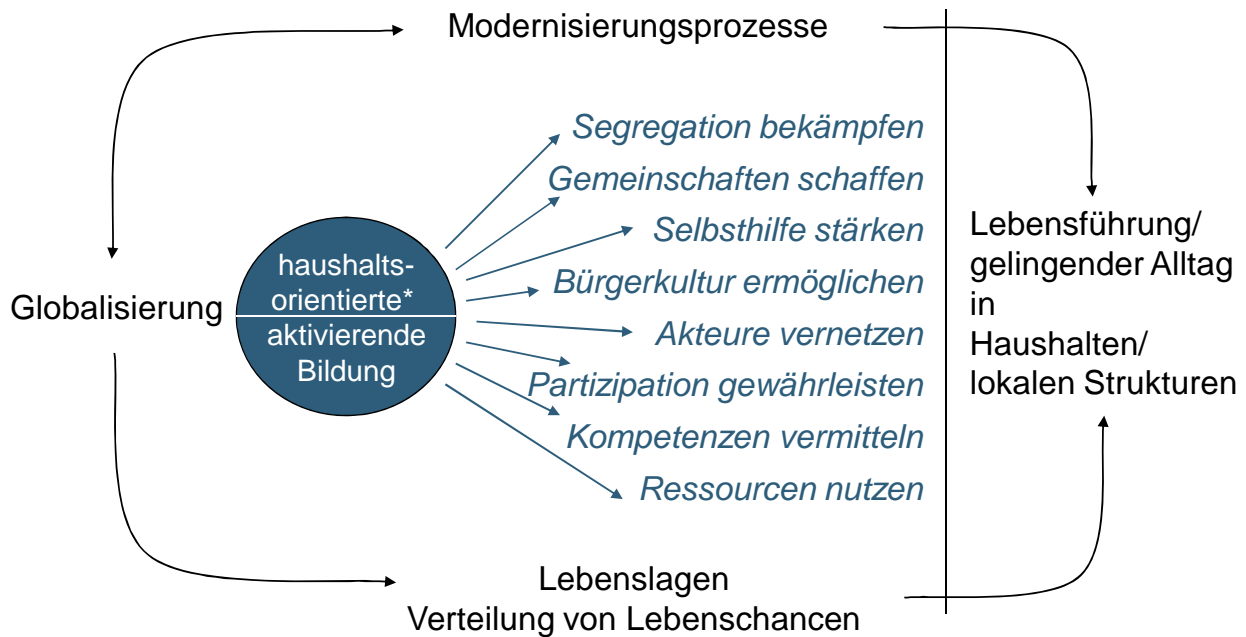 Modernisierungsprozesse
Segregation bekämpfen
Gemeinschaften schaffen
Selbsthilfe stärken
Bürgerkultur ermöglichen
Akteure vernetzen
Partizipation gewährleisten
Kompetenzen vermitteln
Ressourcen nutzen
Globalisierung
haushalts-
orientierte*
aktivierende
Bildung
Lebensführung/
gelingender Alltag
in
Haushalten/
lokalen Strukturen
Lebenslagen
Verteilung von Lebenschancen